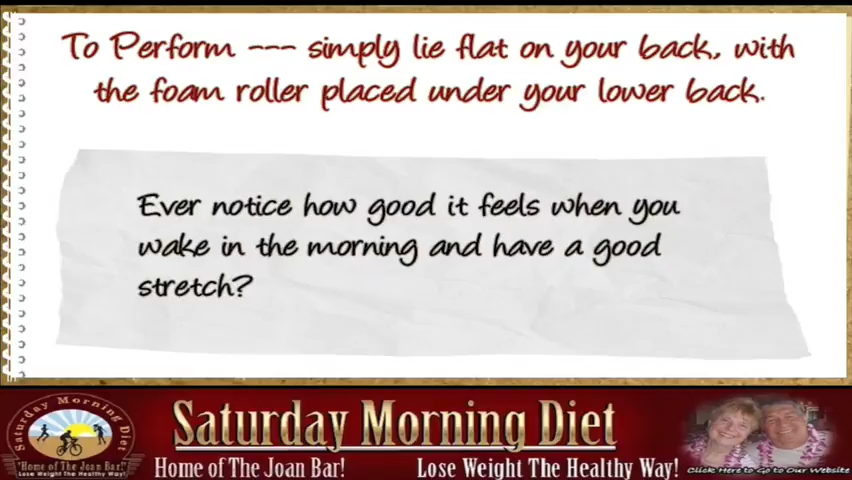 To Perform --- simply lie flat on your back, with
the foam roller placed under your lower back.
Ever notice how good it feels when you
wake in the morning and have a good
stretch?
Saturday Morning Diet
"Home of The Joan Bar!"
Lose Weight The Healthy Way!
Saturday Morning Diet
Home of The Joan Bar! Lose Weight The Healthy Way!
Click Here to Go to Our Website